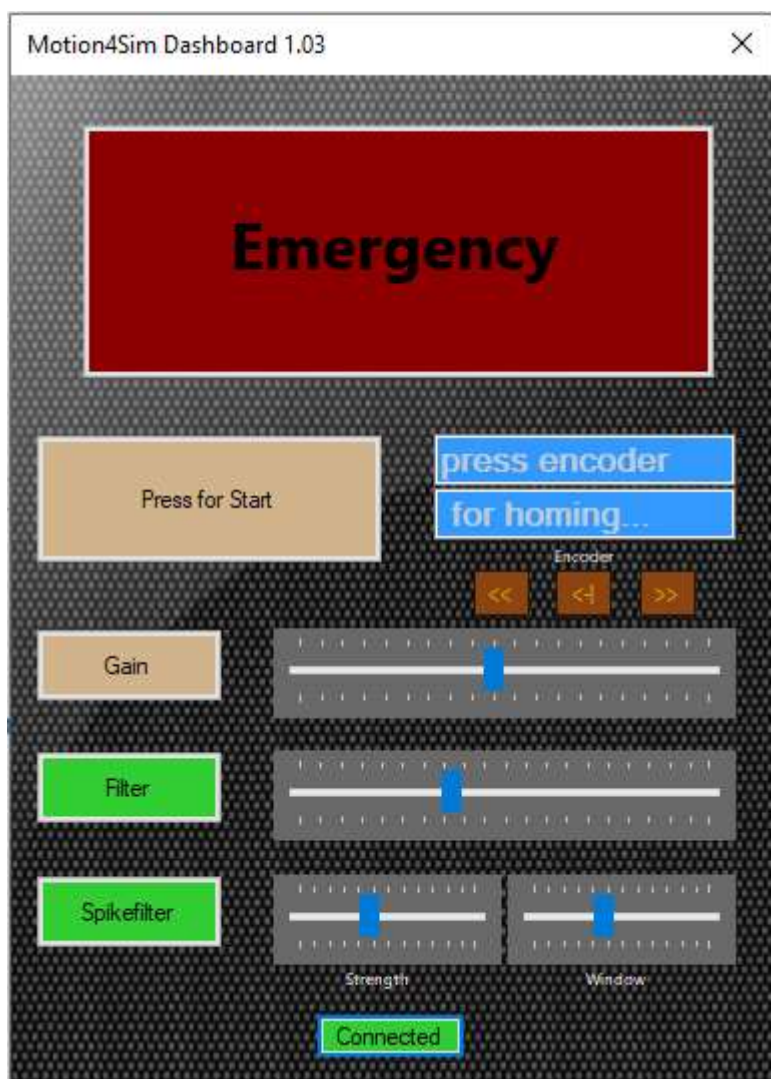 Motion4Sim Dashboard 1.03
Emergency
Press for Start
press encoder
for homing...
Encoder
<<
<-|
>>
Gain
Filter
Spikefilter
Strength
Window
Connected